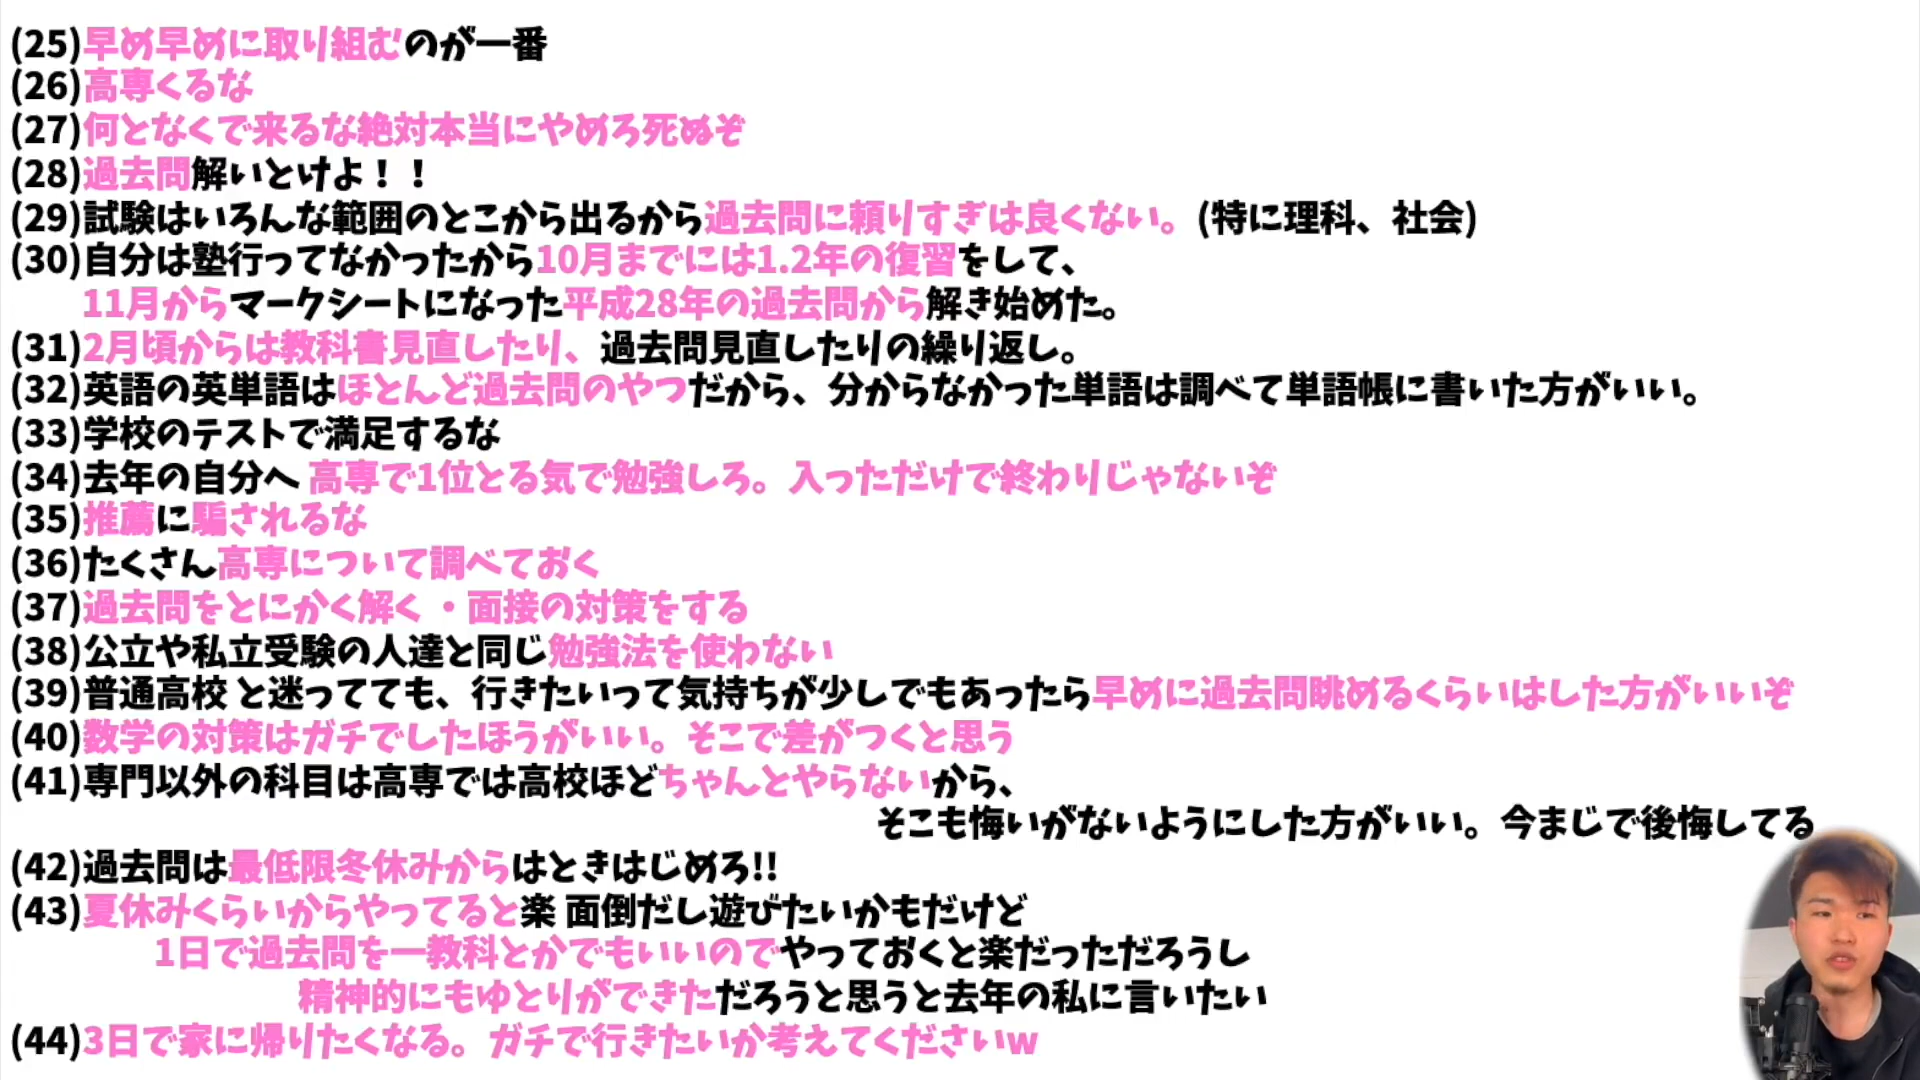 (25)早め早めに取り組むのが一番
(26)高専くるな
(27)何となくで来るな絶対本当にやめろ死ぬぞ
(28)過去問解いとけよ！！
(29)試験はいろんな範囲のとこから出るから過去問に頼りすぎは良くない。(特に理科、社会)
(30)自分は塾行ってなかったから10月までには1.2年の復習をして、
11月からマークシートになった平成28年の過去問から解き始めた。
(31)2月頃からは教科書見直したり、過去問見直したりの繰り返し。
(32)英語の英単語はほとんど過去問のやつだから、分からなかった単語は調べて単語帳に書いた方がいい。
(33)学校のテストで満足するな
(34)去年の自分へ 高専で1位とる気で勉強しろ。入っただけで終わりじゃないぞ
(35)推薦に騙されるな
(36)たくさん高専について調べておく
(37)過去問をとにかく解く・面接の対策をする
(38)公立や私立受験の人達と同じ勉強法を使わない
(39)普通高校 と迷ってても、行きたいって気持ちが少しでもあったら早めに過去問眺めるくらいはした方がいいぞ
(40)数学の対策はガチでしたほうがいい。そこで差がつくと思う
(41)専門以外の科目は高専では高校ほどちゃんとやらないから、
そこも悔いがないようにした方がいい。今まじで後悔してる
(42)過去問は最低限冬休みからはときはじめろ!!
(43)夏休みくらいからやってると楽 面倒だし遊びたいかもだけど
1日で過去問を一教科とかでもいいのでやっておくと楽だっただろうし
精神的にもゆとりができただろうと思うと去年の私に言いたい
(44)3日で家に帰りたくなる。ガチで行きたいか考えてくださいw